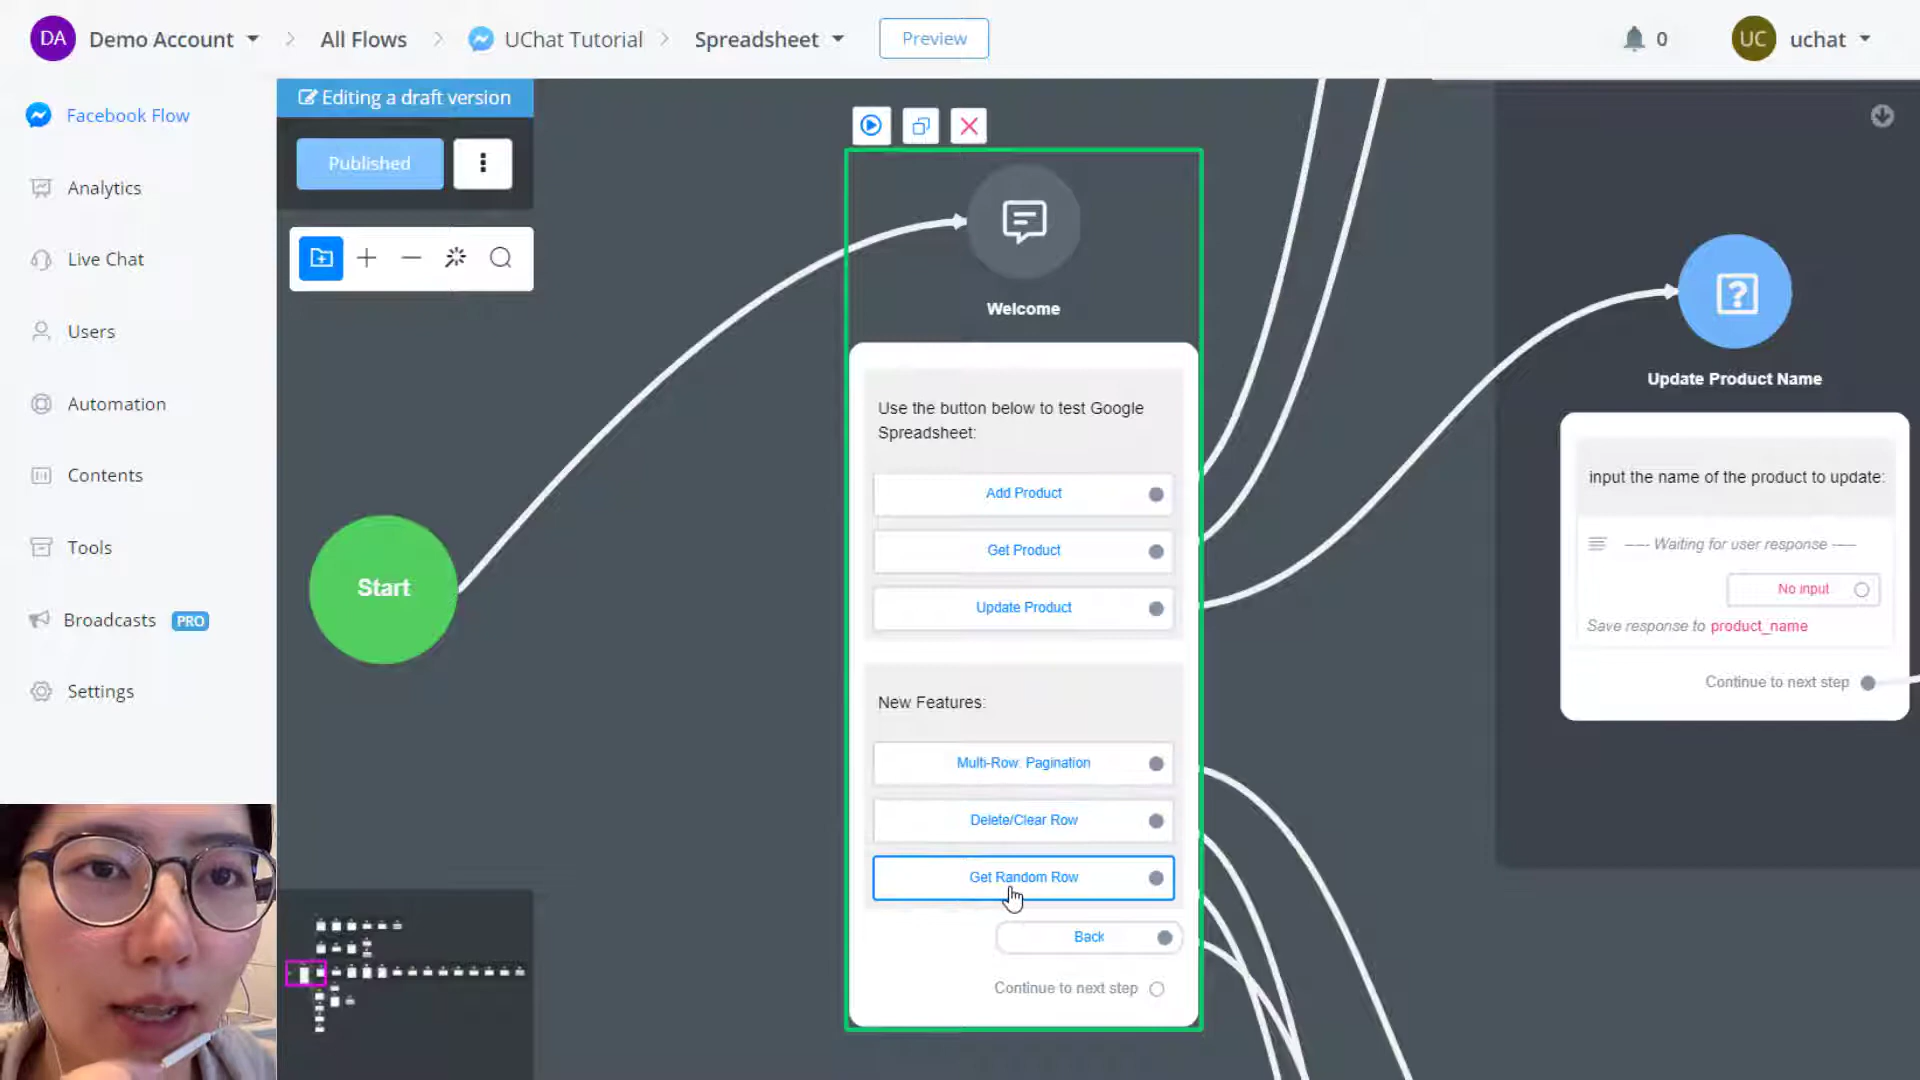 DA Demo Account
All Flows
UChat Tutorial
Spreadsheet
Preview
0
UC uchat
Facebook Flow
Analytics
Live Chat
Users
Automation
Contents
Tools
Broadcasts PRO
Settings
Editing a draft version
Published
Start
Welcome
Use the button below to test Google
Spreadsheet:
Add Product
Get Product
Update Product
New Features:
Multi-Row: Pagination
Delete/Clear Row
Get Random Row
Back
Continue to next step
Update Product Name
input the name of the product to update:
Waiting for user response
No input
Save response to product_name
Continue to next step